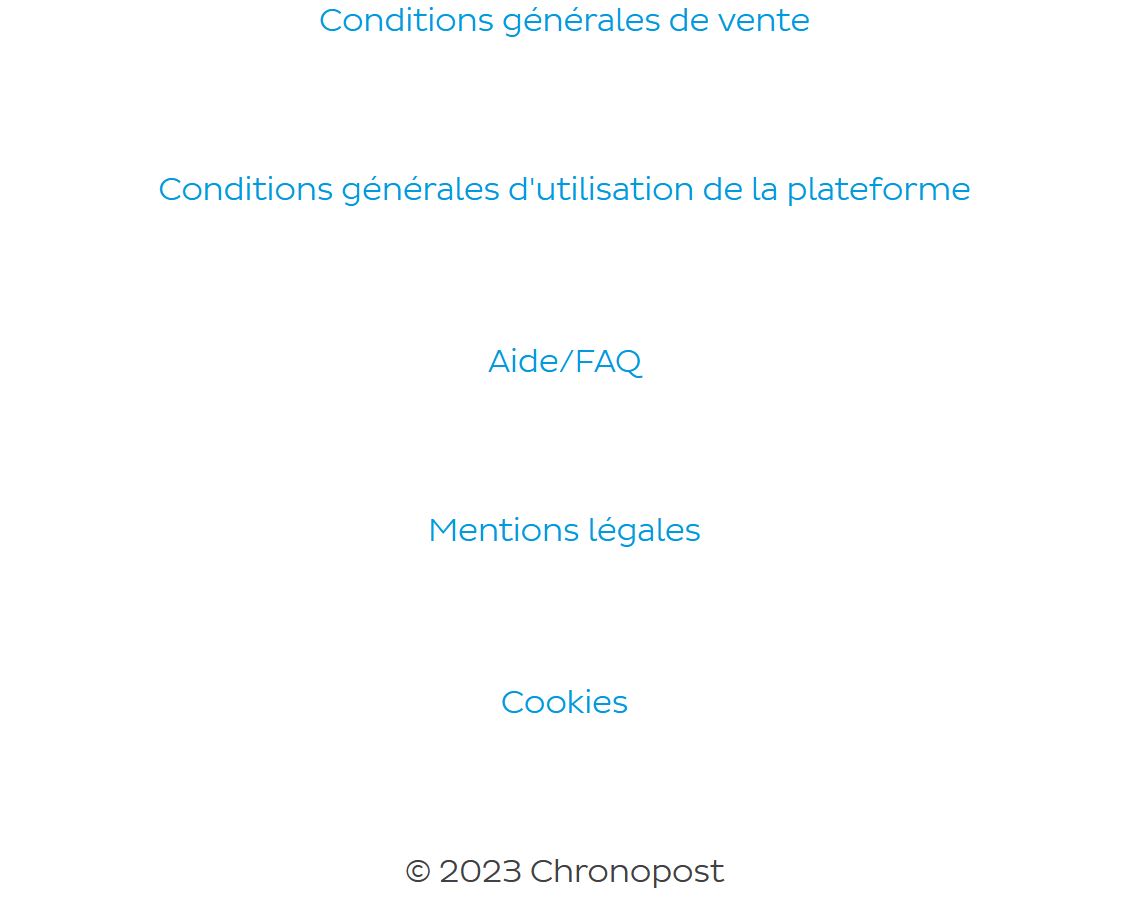 Conditions générales de vente
Conditions générales d'utilisation de la plateforme
Aide/FAQ
Mentions légales
Cookies
© 2023 Chronopost